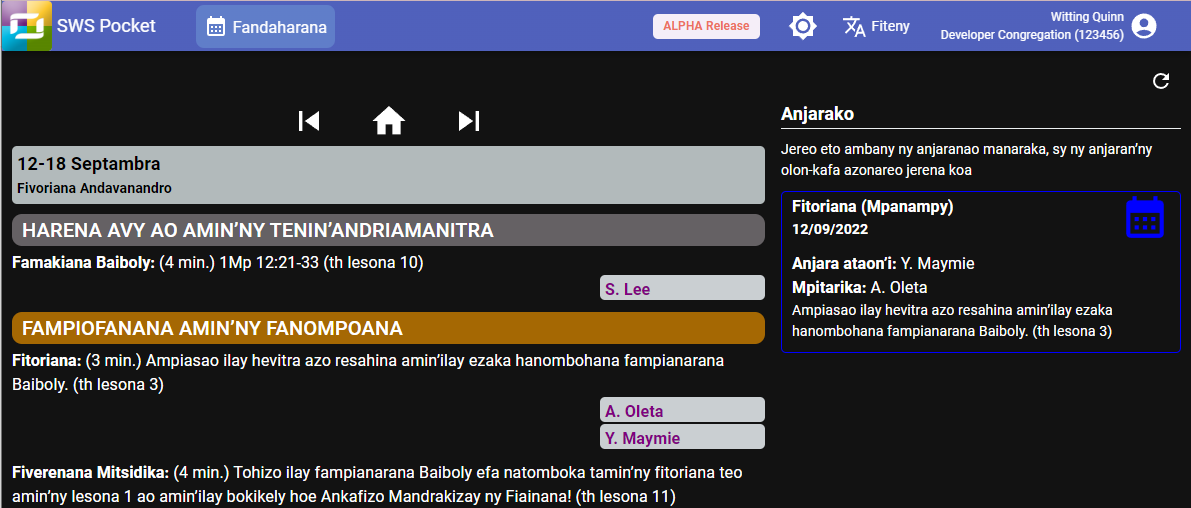 SWS Pocket
Fandaharana
ALPHA Release
Fiteny
Witting Quinn
Developer Congregation (123456)
12-18 Septambra
Fivoriana Andavanandro
HARENA AVY AO AMIN’NY TENIN’ANDRIAMANITRA
Famakiana Baiboly: (4 min.) 1Mp 12:21-33 (th lesona 10)
S. Lee
FAMPIOFANANA AMIN’NY FANOMPOANA
Fitoriana: (3 min.) Ampiasao ilay hevitra azo resahina amin’ilay ezaka hanombohana fampianarana
Baiboly. (th lesona 3)
A. Oleta
Y. Maymie
Fiverenana Mitsidika: (4 min.) Tohizo ilay fampianarana Baiboly efa natomboka tamin’ny fitoriana teo
amin’ny lesona 1 ao amin’ilay bokikely hoe Ankafizo Mandrakizay ny Fiainana! (th lesona 11)
Anjarako
Jereo eto ambany ny anjaranao manaraka, sy ny anjaran’ny
olon-kafa azonareo jerena koa
Fitoriana (Mpanampy)
12/09/2022
Anjara ataon’i: Y. Maymie
Mpitarika: A. Oleta
Ampiasao ilay hevitra azo resahina amin’ilay ezaka
hanombohana fampianarana Baiboly. (th lesona 3)